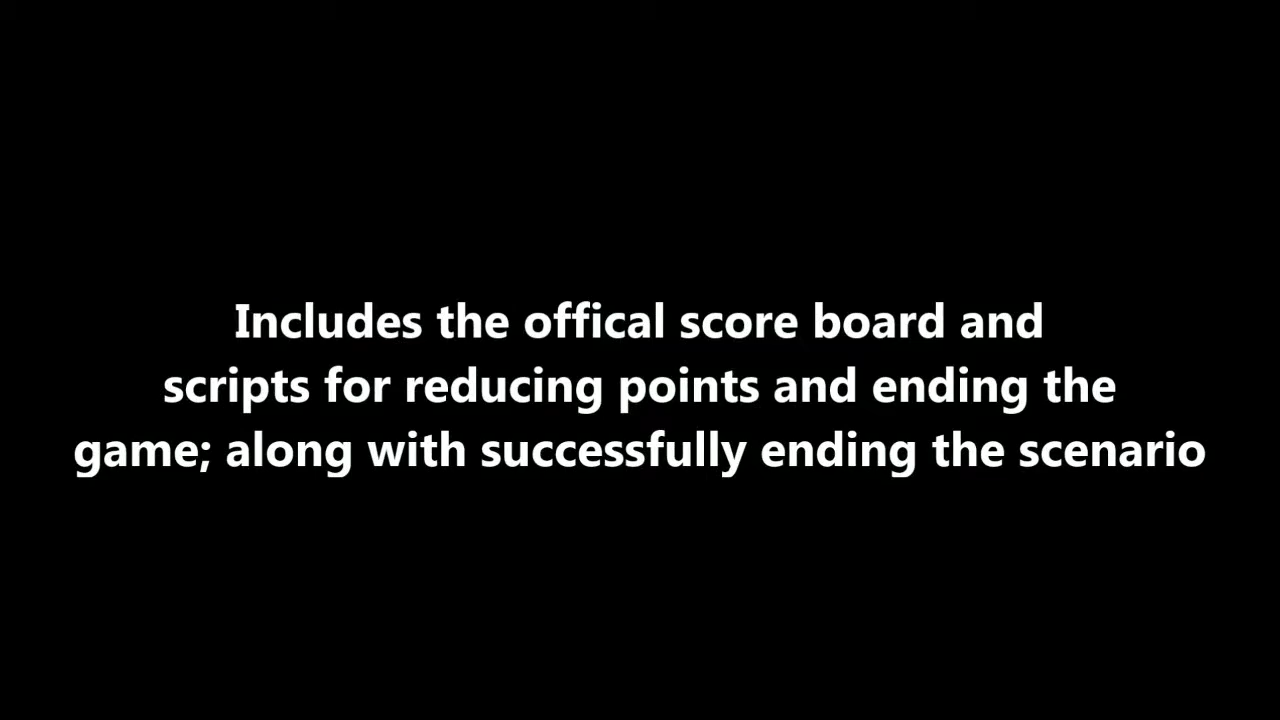 Includes the offical score board and
scripts for reducing points and ending the
game; along with successfully ending the scenario